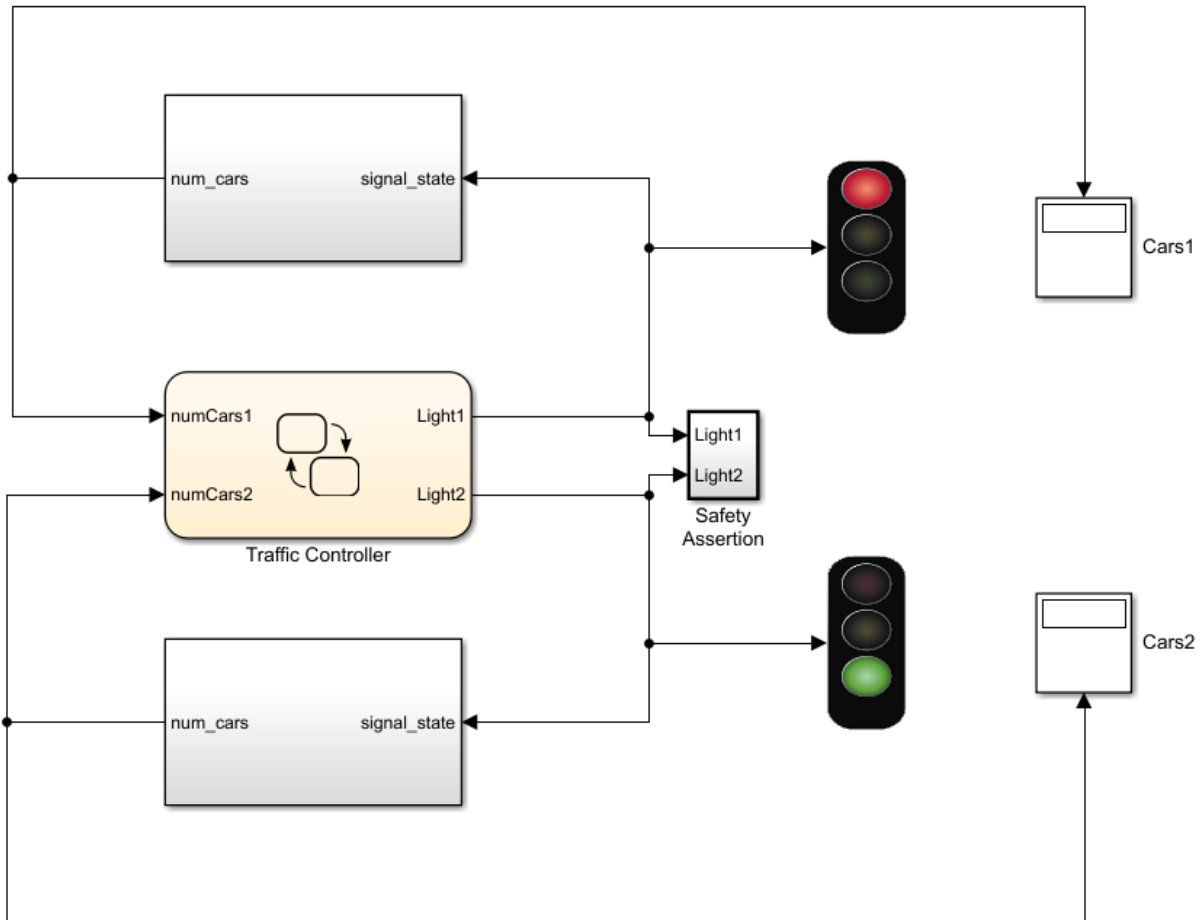 num_cars
signal_state
Cars1
numCars1
Light1
numCars2
Light2
Traffic Controller
Light1
Light2
Safety
Assertion
num_cars
signal_state
Cars2